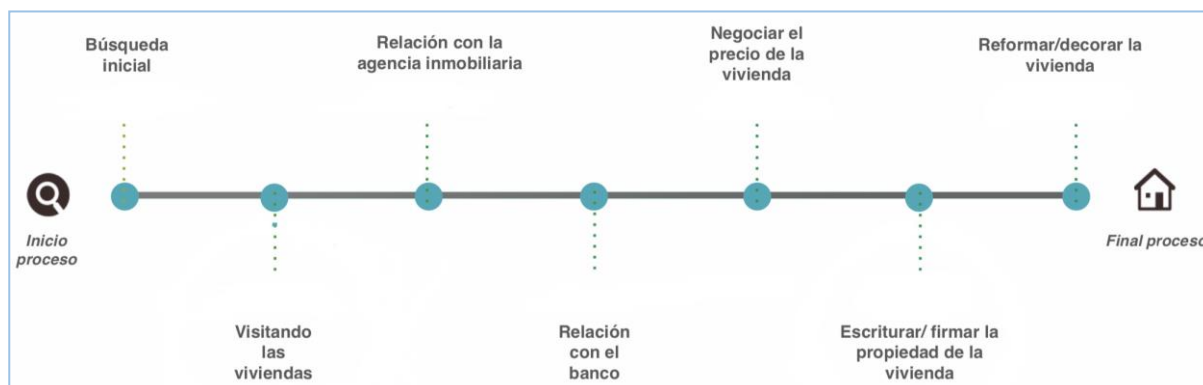 Búsqueda
inicial
Relación con la
agencia inmobiliaria
Negociar el
precio de la
vivienda
Reformar/decorar la
vivienda
Inicio
proceso
Final proceso
Visitando
las
viviendas
Relación
con el
banco
Escriturar/ firmar la
propiedad de la
vivienda